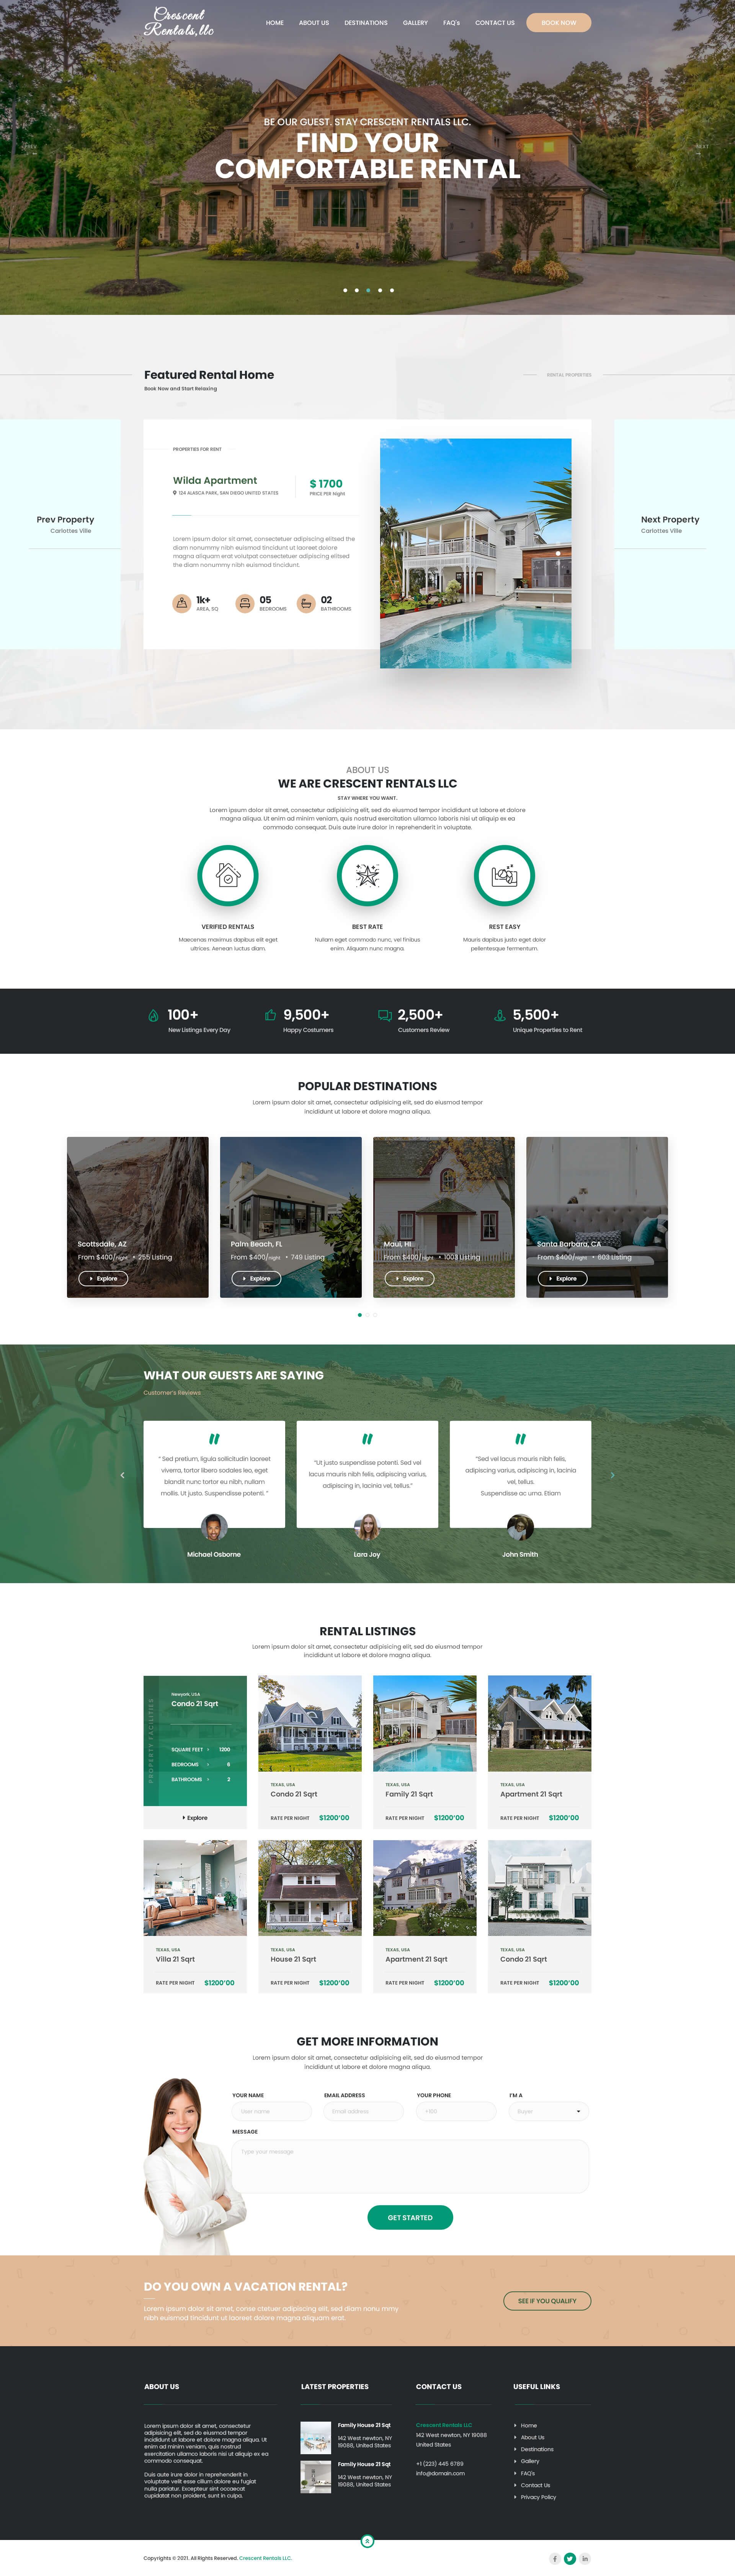 Crescent
Rentals, llc
HOME ABOUT US DESTINATIONS GALLERY FAQ's CONTACT US BOOK NOW
BE OUR GUEST. STAY CRESCENT RENTALS LLC.
FIND YOUR
COMFORTABLE RENTAL
PREV
NEXT
Featured Rental Home
Book Now and Start Relaxing
RENTAL PROPERTIES
Prev Property
Carlottes Ville
PROPERTIES FOR RENT
Wilda Apartment
124 ALASCA PARK, SAN DIEGO UNITED STATES
$ 1700
PRICE PER Night
Lorem ipsum dolor sit amet, consectetuer adipiscing elitsed the
diam nonummy nibh euismod tincidunt ut laoreet dolore
magna aliquam erat volutpat consectetuer adipiscing elitsed
the diam nonummy nibh euismod tincidunt.
1k+
AREA, SQ
05
BEDROOMS
02
BATHROOMS
Next Property
Carlottes Ville
ABOUT US
WE ARE CRESCENT RENTALS LLC
STAY WHERE YOU WANT.
Lorem ipsum dolor sit amet, consectetur adipisicing elit, sed do eiusmod tempor incididunt ut labore et dolore
magna aliqua. Ut enim ad minim veniam, quis nostrud exercitation ullamco laboris nisi ut aliquip ex ea
commodo consequat. Duis aute irure dolor in reprehenderit in voluptate.
VERIFIED RENTALS
Maecenas maximus dapibus elit eget
ultrices. Aenean luctus diam.
BEST RATE
Nullam eget commodo nunc, vel finibus
enim. Aliquam nunc magna.
REST EASY
Mauris dapibus justo eget dolor
pellentesque fermentum.
100+
New Listings Every Day
9,500+
Happy Costumers
2,500+
Customers Review
5,500+
Unique Properties to Rent
POPULAR DESTINATIONS
Lorem ipsum dolor sit amet, consectetur adipisicing elit, sed do eiusmod tempor
incididunt ut labore et dolore magna aliqua.
Scottsdale, AZ
From $400/night • 255 Listing
Explore
Palm Beach, FL
From $400/night • 749 Listing
Explore
Maui, HI
From $400/night • 1003 Listing
Explore
Santa Barbara, CA
From $400/night • 603 Listing
Explore
WHAT OUR GUESTS ARE SAYING
Customer's Reviews
" Sed pretium, ligula sollicitudin laoreet
viverra, tortor libero sodales leo, eget
blandit nunc tortor eu nibh, nullam
mollis. Ut justo. Suspendisse potenti. "
Michael Osborne
"Ut justo suspendisse potenti. Sed vel
lacus mauris nibh felis, adipiscing varius,
adipiscing in, lacinia vel, tellus."
Lara Joy
"Sed vel lacus mauris nibh felis,
adipiscing varius, adipiscing in, lacinia
vel, tellus.
Suspendisse ac urna. Etiam
John Smith
RENTAL LISTINGS
Lorem ipsum dolor sit amet, consectetur adipisicing elit, sed do eiusmod tempor
incididunt ut labore et dolore magna aliqua.
PROPERTY FACILITIES
Newyork, USA
Condo 21 Sqrt
SQUARE FEET 1200
BEDROOMS 6
BATHROOMS 2
Explore
TEXAS, USA
Condo 21 Sqrt
RATE PER NIGHT $1200'00
TEXAS, USA
Family 21 Sqrt
RATE PER NIGHT $1200'00
TEXAS, USA
Apartment 21 Sqrt
RATE PER NIGHT $1200'00
TEXAS, USA
Villa 21 Sqrt
RATE PER NIGHT $1200'00
TEXAS, USA
House 21 Sqrt
RATE PER NIGHT $1200'00
TEXAS, USA
Apartment 21 Sqrt
RATE PER NIGHT $1200'00
TEXAS, USA
Condo 21 Sqrt
RATE PER NIGHT $1200'00
GET MORE INFORMATION
Lorem ipsum dolor sit amet, consectetur adipisicing elit, sed do eiusmod tempor
incididunt ut labore et dolore magna aliqua.
YOUR NAME EMAIL ADDRESS YOUR PHONE I'M A
User name Email address +100 Buyer
MESSAGE
Type your message
GET STARTED
DO YOU OWN A VACATION RENTAL?
Lorem ipsum dolor sit amet, conse ctetuer adipiscing elit, sed diam nonu mmy
nibh euismod tincidunt ut laoreet dolore magna aliquam erat.
SEE IF YOU QUALIFY
ABOUT US
Lorem ipsum dolor sit amet, consectetur
adipisicing elit, sed do eiusmod tempor
incididunt ut labore et dolore magna aliqua. Ut
enim ad minim veniam, quis nostrud
exercitation ullamco laboris nisi ut aliquip ex ea
commodo consequat.
Duis aute irure dolor in reprehenderit in
voluptate velit esse cillum dolore eu fugiat
nulla pariatur. Excepteur sint occaecat
cupidatat non proident, sunt in culpa.
LATEST PROPERTIES
Family House 21 Sqt
142 West newton, NY
19088, United States
Family House 21 Sqt
142 West newton, NY
19088, United States
CONTACT US
Crescent Rentals LLC
142 West newton, NY 19088
United States
+1 (223) 445 6789
info@domain.com
USEFUL LINKS
Home
About Us
Destinations
Gallery
FAQ's
Contact Us
Privacy Policy
Copyrights © 2021. All Rights Reserved. Crescent Rentals LLC.